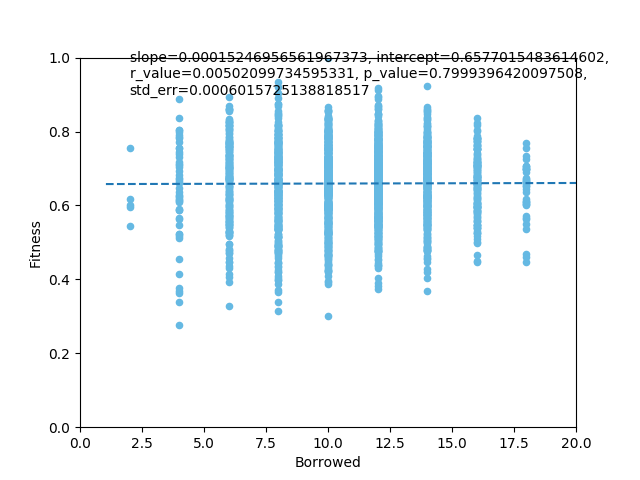 slope=0.00015246956561967373, intercept=0.6577015483614602,
r_value=0.00502099734595331, p_value=0.7999396420097508,
std_err=0.0006015725138818517
1.0
0.8
0.6
0.4
0.2
0.0
Fitness
0.0 2.5 5.0 7.5 10.0 12.5 15.0 17.5 20.0
Borrowed